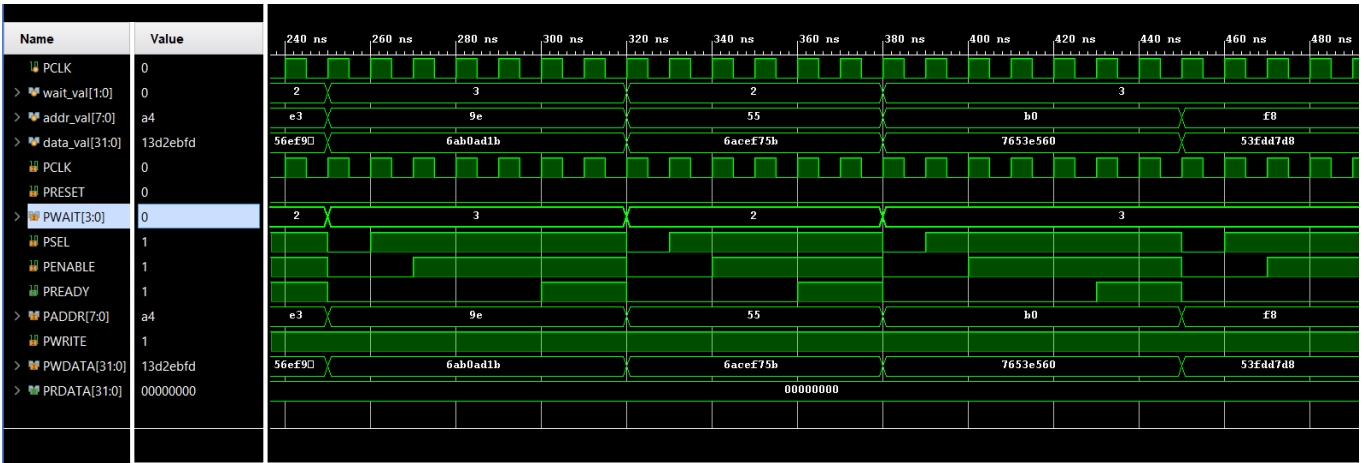 Name Value 240 ns 260 ns 280 ns 300 ns 320 ns 340 ns 360 ns 380 ns 400 ns 420 ns 440 ns 460 ns 480 ns
PCLK 0
> wait_val[1:0] 0 2 3 2 3
> addr_val[7:0] a4 e3 9e 55 b0 f8
> data_val[31:0] 13d2ebfd 56ef9 6ab0ad1b 6acef75b 7653e560 53fdd7d8
PCLK 0
PRESET 0
> PWAIT[3:0] 0 2 3 2 3
PSEL 1
PENABLE 1
PREADY 1
> PADDR[7:0] a4 e3 9e 55 b0 f8
PWRITE 1
> PWDATA[31:0] 13d2ebfd 56ef9 6ab0ad1b 6acef75b 7653e560 53fdd7d8
> PRDATA[31:0] 00000000 00000000